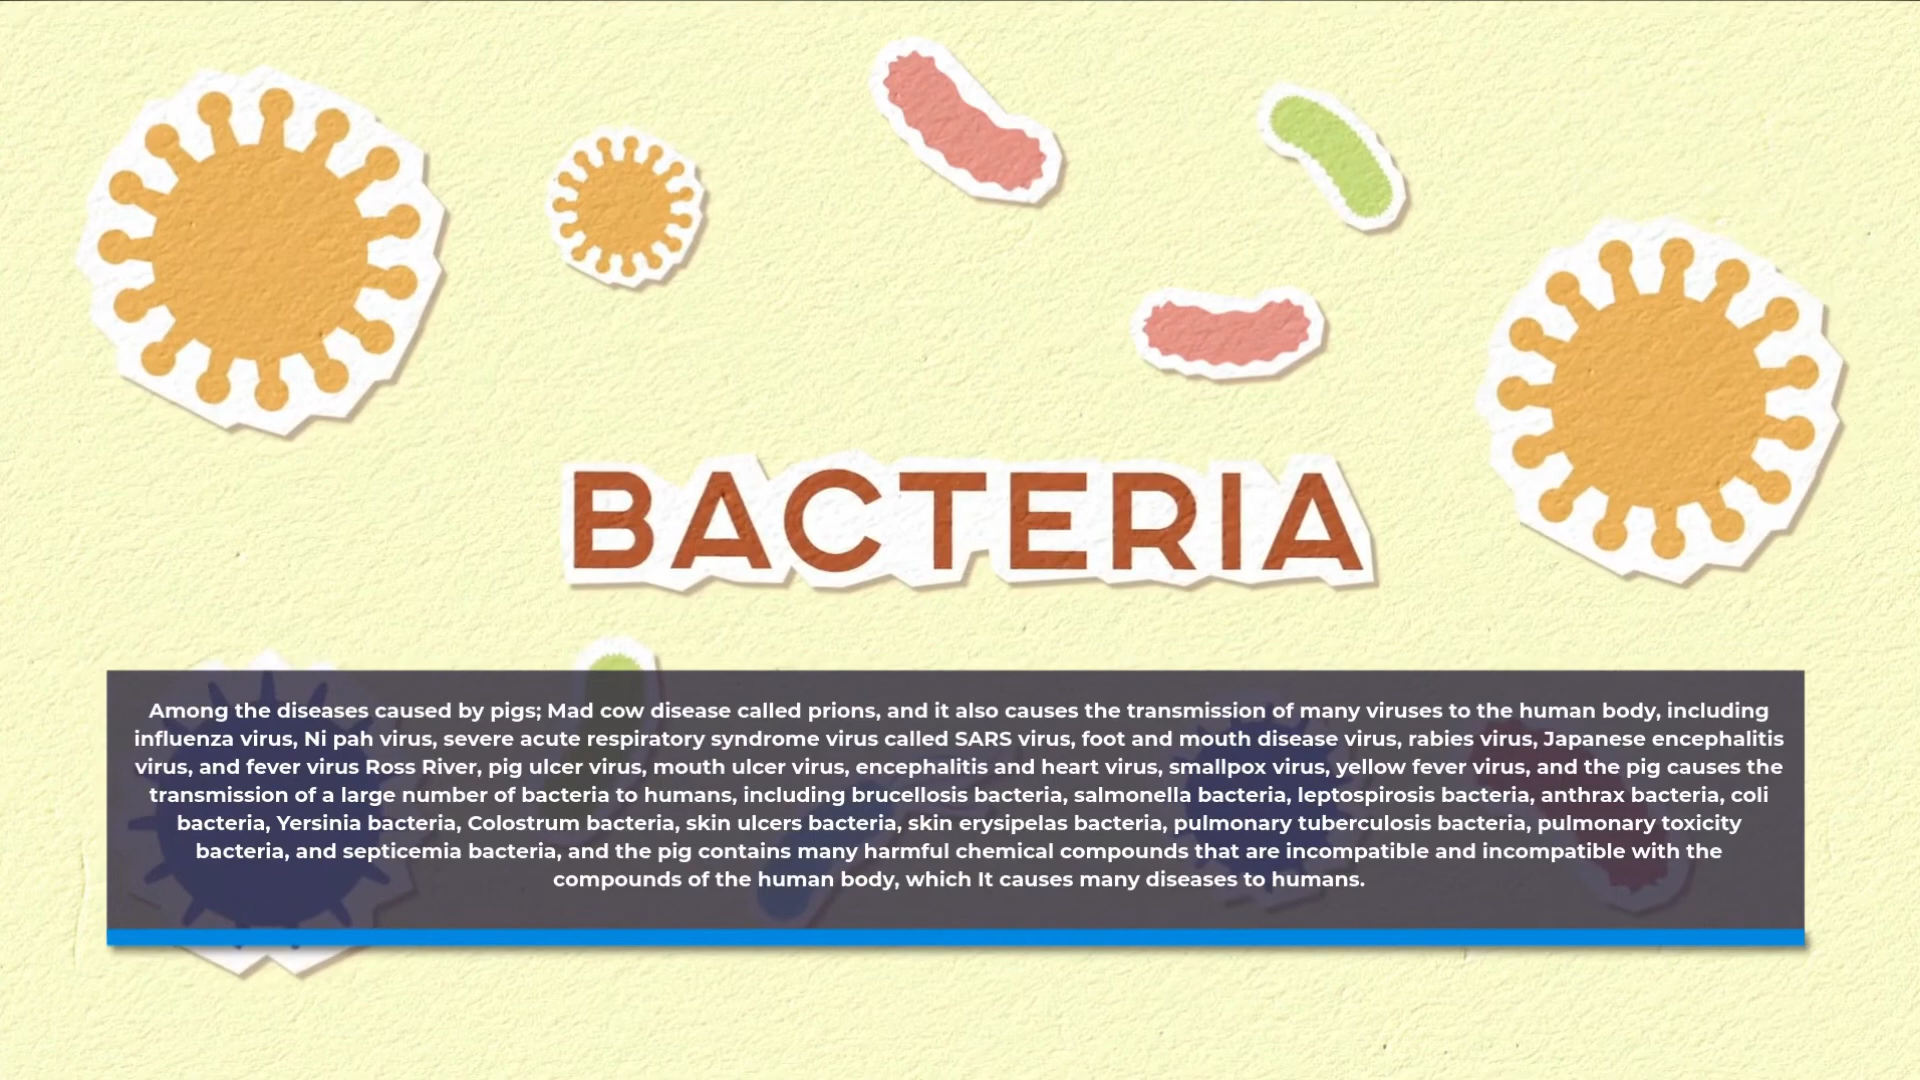 BACTERIA
Among the diseases caused by pigs; Mad cow disease called prions, and it also causes the transmission of many viruses to the human body, including
influenza virus, Ni pah virus, severe acute respiratory syndrome virus called SARS virus, foot and mouth disease virus, rabies virus, Japanese encephalitis
virus, and fever virus Ross River, pig ulcer virus, mouth ulcer virus, encephalitis and heart virus, smallpox virus, yellow fever virus, and the pig causes the
transmission of a large number of bacteria to humans, including brucellosis bacteria, salmonella bacteria, leptospirosis bacteria, anthrax bacteria, coli
bacteria, Yersinia bacteria, Colostrum bacteria, skin ulcers bacteria, skin erysipelas bacteria, pulmonary tuberculosis bacteria, pulmonary toxicity
bacteria, and septicemia bacteria, and the pig contains many harmful chemical compounds that are incompatible and incompatible with the
compounds of the human body, which It causes many diseases to humans.